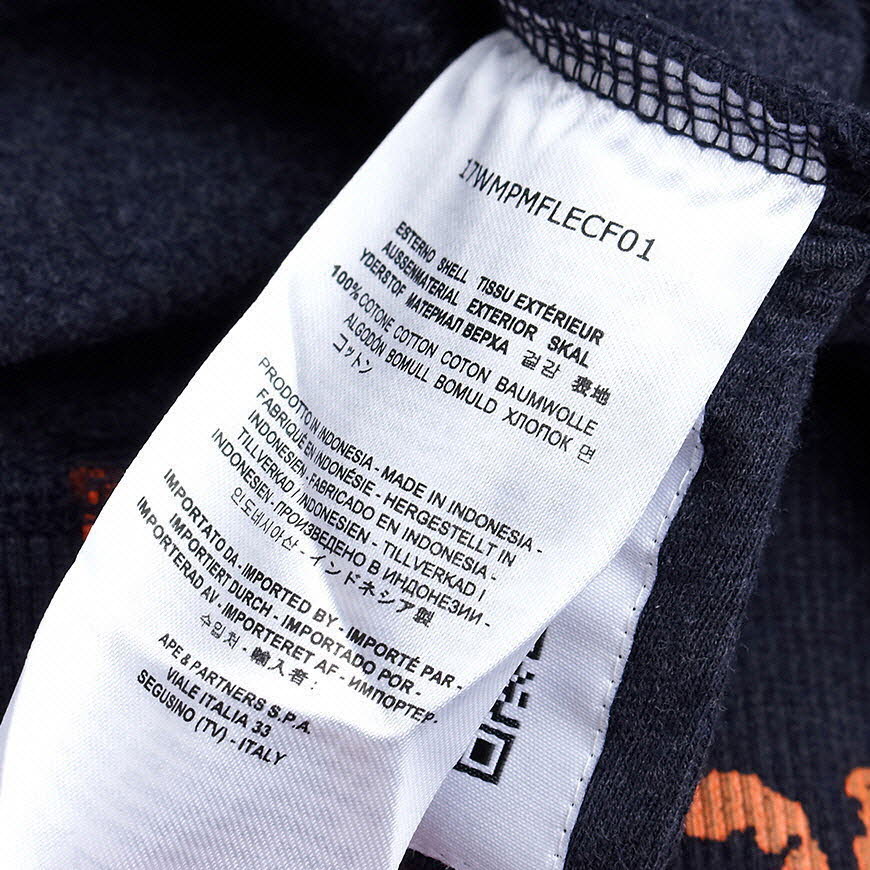 17WMPMFLECF01
ESTERNO SHELL TISSU EXTÉRIEUR
AUSSENMATERIAL EXTERIOR SKAL
YDERSTOF МАТЕРИАЛ ВЕРХА 겉감 表地
100% COTONE COTTON COTON BAUMWOLLE
ALGODÓN BOMULL BOMULD ХЛОПОК 면
コットン
PRODOTTO IN INDONESIA - MADE IN INDONESIA -
FABRIQUÉ EN INDONÉSIE - HERGESTELLT IN
INDONESIEN - FABRICADO EN INDONESIA -
TILLVERKAD I INDONESIEN - TILLVERKAD I
INDONESIEN - ПРОИЗВЕДЕНО В ИНДОНЕЗИИ -
인도네시아산 - インドネシア製
IMPORTATO DA - IMPORTED BY - IMPORTÉ PAR -
IMPORTIERT DURCH - IMPORTADO POR -
IMPORTERAD AV - IMPORTERET AF - ИМПОРТЕР -
수입처 - 輸入者 :
APE & PARTNERS S.P.A.
VIALE ITALIA 33
SEGUSINO (TV) - ITALY